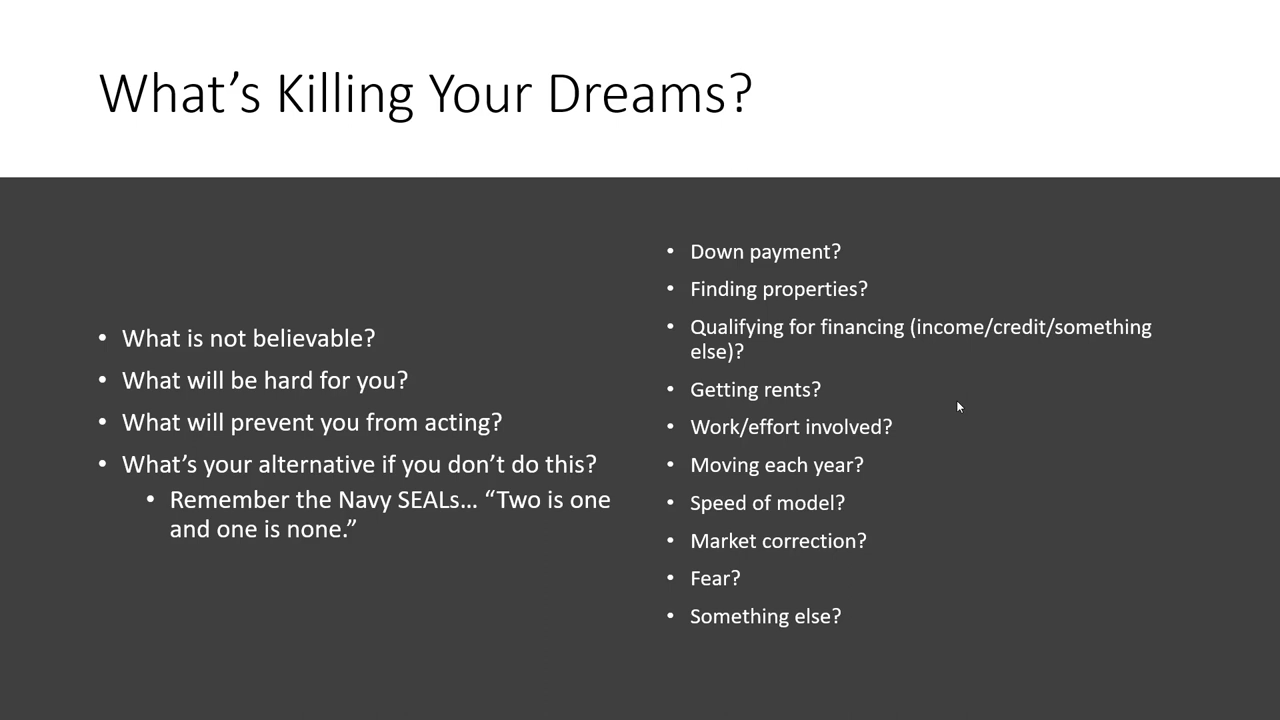 What’s Killing Your Dreams?
• What is not believable?
• What will be hard for you?
• What will prevent you from acting?
• What’s your alternative if you don’t do this?
• Remember the Navy SEALs… “Two is one
and one is none.”
• Down payment?
• Finding properties?
• Qualifying for financing (income/credit/something
else)?
• Getting rents?
• Work/effort involved?
• Moving each year?
• Speed of model?
• Market correction?
• Fear?
• Something else?